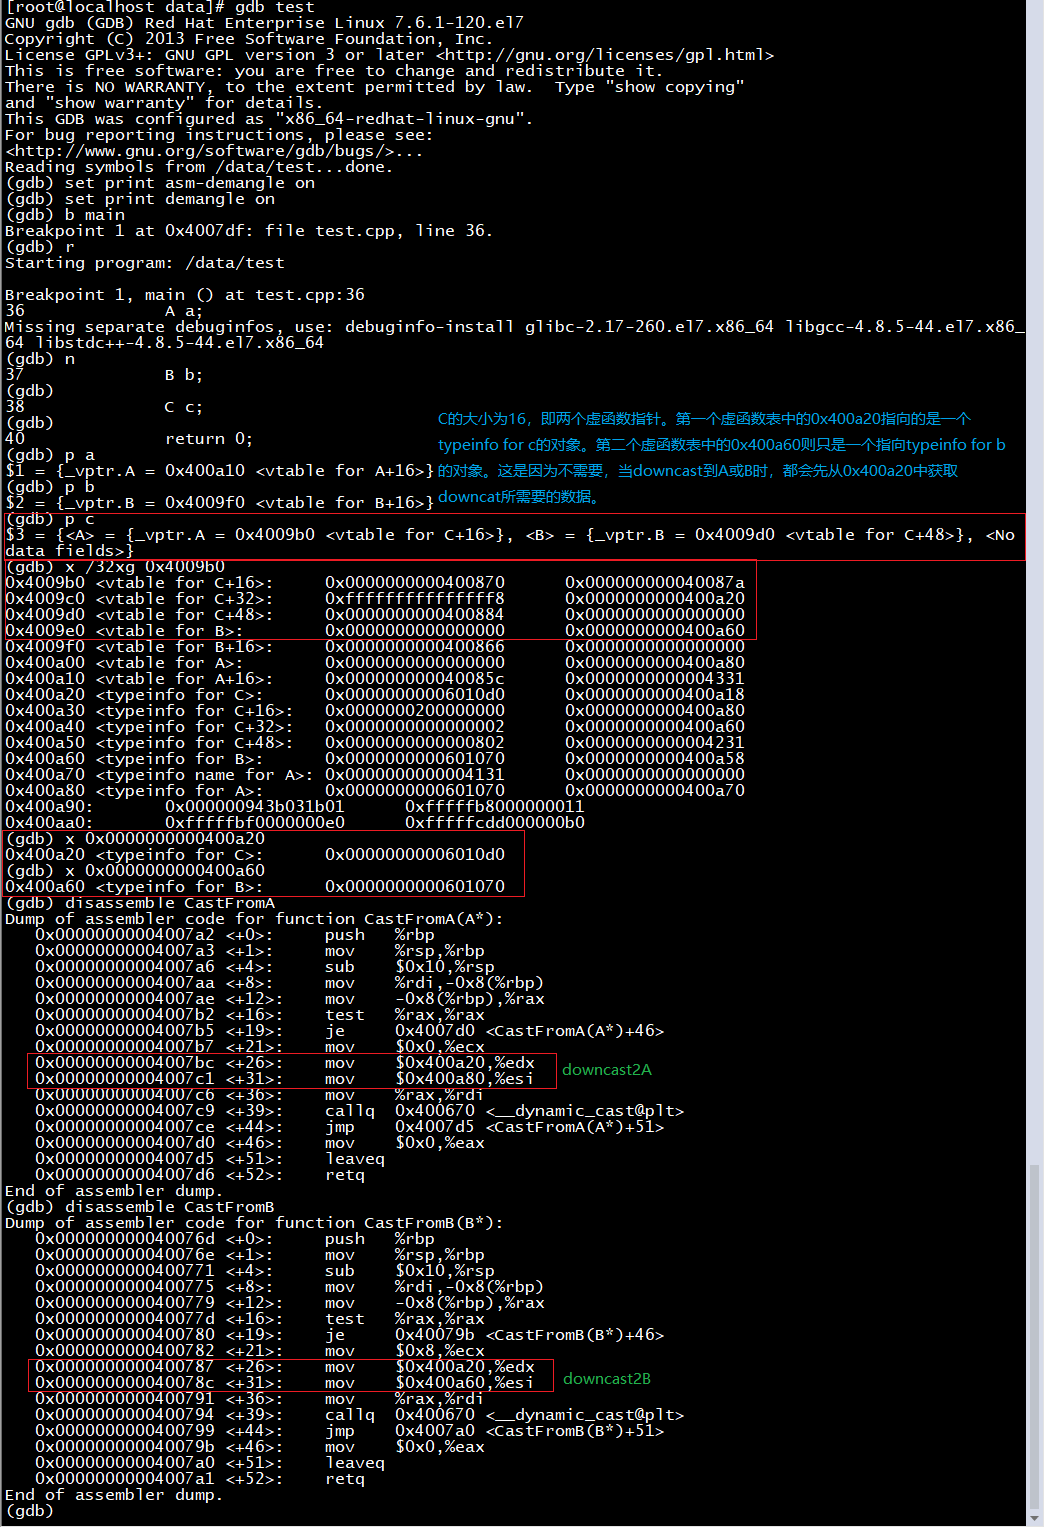 [root@localhost data]# gdb test
GNU gdb (GDB) Red Hat Enterprise Linux 7.6.1-120.el7
Copyright (C) 2013 Free Software Foundation, Inc.
License GPLv3+: GNU GPL version 3 or later <http://gnu.org/licenses/gpl.html>
This is free software: you are free to change and redistribute it.
There is NO WARRANTY, to the extent permitted by law.  Type "show copying"
and "show warranty" for details.
This GDB was configured as "x86_64-redhat-linux-gnu".
For bug reporting instructions, please see:
<http://www.gnu.org/software/gdb/bugs/>...
Reading symbols from /data/test...done.
(gdb) set print asm-demangle on
(gdb) set print demangle on
(gdb) b main
Breakpoint 1 at 0x4007df: file test.cpp, line 36.
(gdb) r
Starting program: /data/test
Breakpoint 1, main () at test.cpp:36
36              A a;
Missing separate debuginfos, use: debuginfo-install glibc-2.17-260.el7.x86_64 libgcc-4.8.5-44.el7.x86_
64 libstdc++-4.8.5-44.el7.x86_64
(gdb) n
37              B b;
(gdb)
38              C c;
(gdb)
40              return 0;
(gdb) p a
$1 = {_vptr.A = 0x400a10 <vtable for A+16>}
(gdb) p b
$2 = {_vptr.B = 0x4009f0 <vtable for B+16>}
C的大小为16，即两个虚函数指针。第一个虚函数表中的0x400a20指向的是一个
typeinfo for c的对象。第二个虚函数表中的0x400a60则只是一个指向typeinfo for b
的对象。这是因为不需要，当downcast到A或B时，都会先从0x400a20中获取
downcat所需要的数据。
(gdb) p c
$3 = {<A> = {_vptr.A = 0x4009b0 <vtable for C+16>}, <B> = {_vptr.B = 0x4009d0 <vtable for C+48>}, <No
data fields>}
(gdb) x /32xg 0x4009b0
0x4009b0 <vtable for C+16>:     0x0000000000400870      0x000000000040087a
0x4009c0 <vtable for C+32>:     0xfffffffffffffff8      0x0000000000400a20
0x4009d0 <vtable for C+48>:     0x0000000000400884      0x0000000000000000
0x4009e0 <vtable for B>:        0x0000000000000000      0x0000000000400a60
0x4009f0 <vtable for B+16>:     0x0000000000400866      0x0000000000000000
0x400a00 <vtable for A>:        0x0000000000000000      0x0000000000400a80
0x400a10 <vtable for A+16>:     0x000000000040085c      0x0000000000004331
0x400a20 <typeinfo for C>:      0x00000000006010d0      0x0000000000400a18
0x400a30 <typeinfo for C+16>:   0x0000000200000000      0x0000000000400a80
0x400a40 <typeinfo for C+32>:   0x0000000000000002      0x0000000000400a60
0x400a50 <typeinfo for C+48>:   0x0000000000000802      0x0000000000004231
0x400a60 <typeinfo for B>:      0x0000000000601070      0x0000000000400a58
0x400a70 <typeinfo name for A>: 0x0000000000004131      0x0000000000000000
0x400a80 <typeinfo for A>:      0x0000000000601070      0x0000000000400a70
0x400a90:       0x000000943b031b01      0xfffffb8000000011
0x400aa0:       0xfffffbf0000000e0      0xfffffcdd000000b0
(gdb) x 0x0000000000400a20
0x400a20 <typeinfo for C>:      0x00000000006010d0
(gdb) x 0x0000000000400a60
0x400a60 <typeinfo for B>:      0x0000000000601070
(gdb) disassemble CastFromA
Dump of assembler code for function CastFromA(A*):
0x00000000004007a2 <+0>:     push   %rbp
0x00000000004007a3 <+1>:     mov    %rsp,%rbp
0x00000000004007a6 <+4>:     sub    $0x10,%rsp
0x00000000004007aa <+8>:     mov    %rdi,-0x8(%rbp)
0x00000000004007ae <+12>:    mov    -0x8(%rbp),%rax
0x00000000004007b2 <+16>:    test   %rax,%rax
0x00000000004007b5 <+19>:    je     0x4007d0 <CastFromA(A*)+46>
0x00000000004007b7 <+21>:    mov    $0x0,%ecx
0x00000000004007bc <+26>:    mov    $0x400a20,%edx
downcast2A
0x00000000004007c1 <+31>:    mov    $0x400a80,%esi
0x00000000004007c6 <+36>:    mov    %rax,%rdi
0x00000000004007c9 <+39>:    callq  0x400670 <__dynamic_cast@plt>
0x00000000004007ce <+44>:    jmp    0x4007d5 <CastFromA(A*)+51>
0x00000000004007d0 <+46>:    mov    $0x0,%eax
0x00000000004007d5 <+51>:    leaveq
0x00000000004007d6 <+52>:    retq
End of assembler dump.
(gdb) disassemble CastFromB
Dump of assembler code for function CastFromB(B*):
0x000000000040076d <+0>:     push   %rbp
0x000000000040076e <+1>:     mov    %rsp,%rbp
0x0000000000400771 <+4>:     sub    $0x10,%rsp
0x0000000000400775 <+8>:     mov    %rdi,-0x8(%rbp)
0x0000000000400779 <+12>:    mov    -0x8(%rbp),%rax
0x000000000040077d <+16>:    test   %rax,%rax
0x0000000000400780 <+19>:    je     0x40079b <CastFromB(B*)+46>
0x0000000000400782 <+21>:    mov    $0x8,%ecx
0x0000000000400787 <+26>:    mov    $0x400a20,%edx
downcast2B
0x000000000040078c <+31>:    mov    $0x400a60,%esi
0x0000000000400791 <+36>:    mov    %rax,%rdi
0x0000000000400794 <+39>:    callq  0x400670 <__dynamic_cast@plt>
0x0000000000400799 <+44>:    jmp    0x4007a0 <CastFromB(B*)+51>
0x000000000040079b <+46>:    mov    $0x0,%eax
0x00000000004007a0 <+51>:    leaveq
0x00000000004007a1 <+52>:    retq
End of assembler dump.
(gdb)